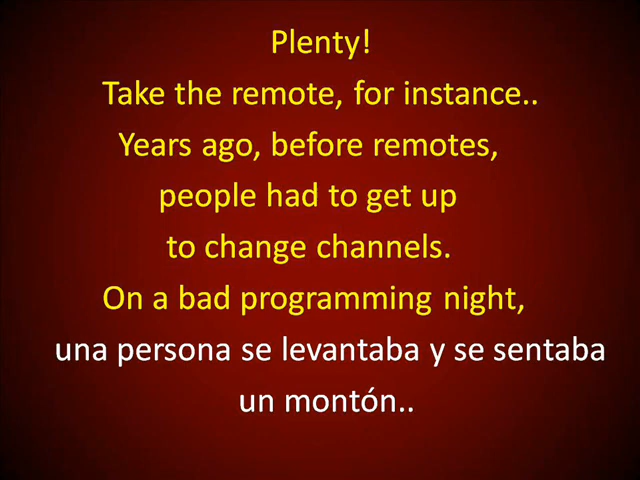 Plenty!
Take the remote, for instance..
Years ago, before remotes,
people had to get up
to change channels.
On a bad programming night,
una persona se levantaba y se sentaba
un montón..